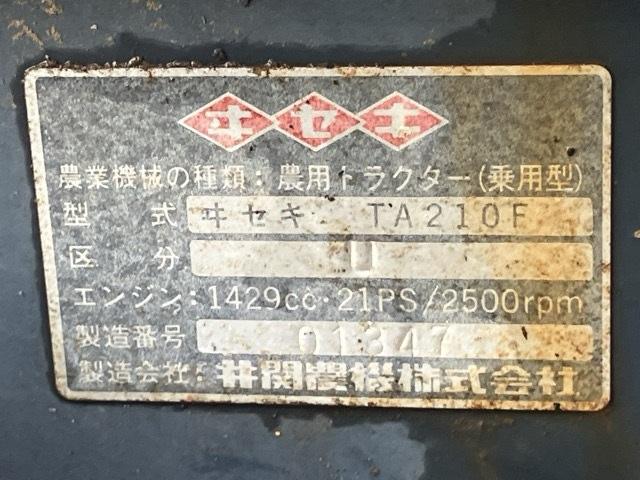 ヰセキ
農業機械の種類:農用トラクター(乗用型)
型式 ヰセキ TA210F
区分 U
エンジン:1429cc・21PS/2500rpm
製造番号 01347
製造会社:井関農機株式会社